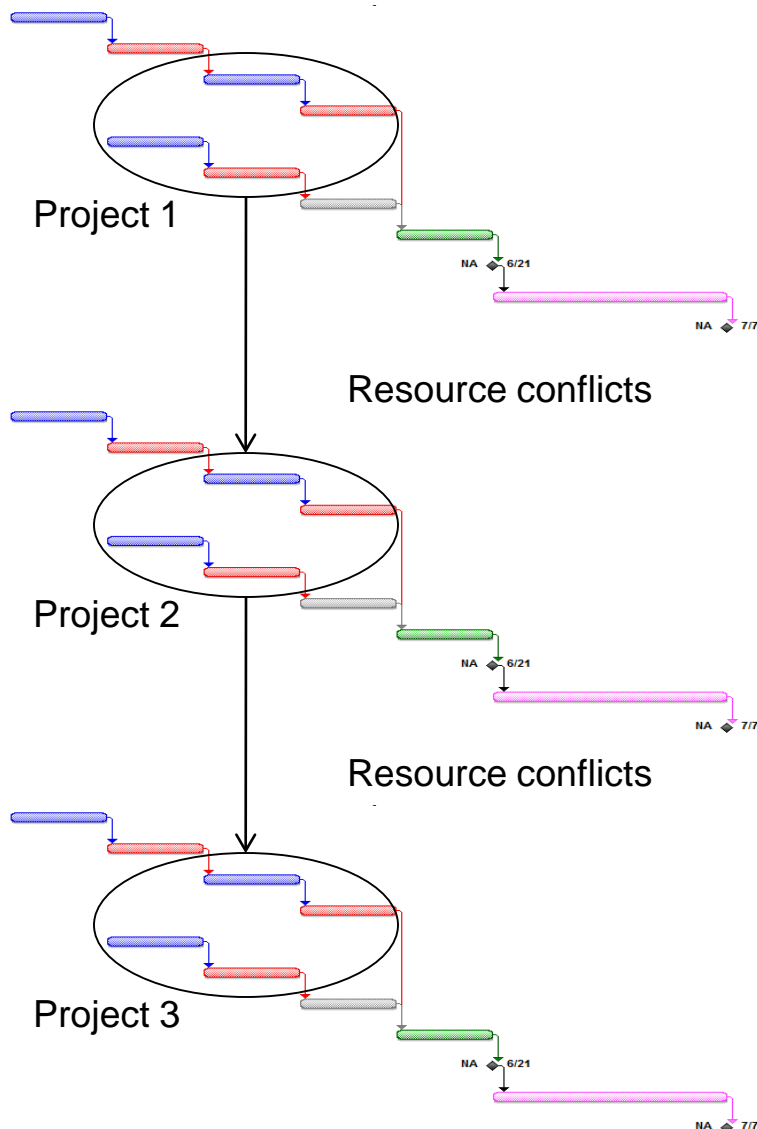 Project 1
NA 6/21
NA 7/7
Resource conflicts
Project 2
NA 6/21
NA 7/7
Resource conflicts
Project 3
NA 6/21
NA 7/7